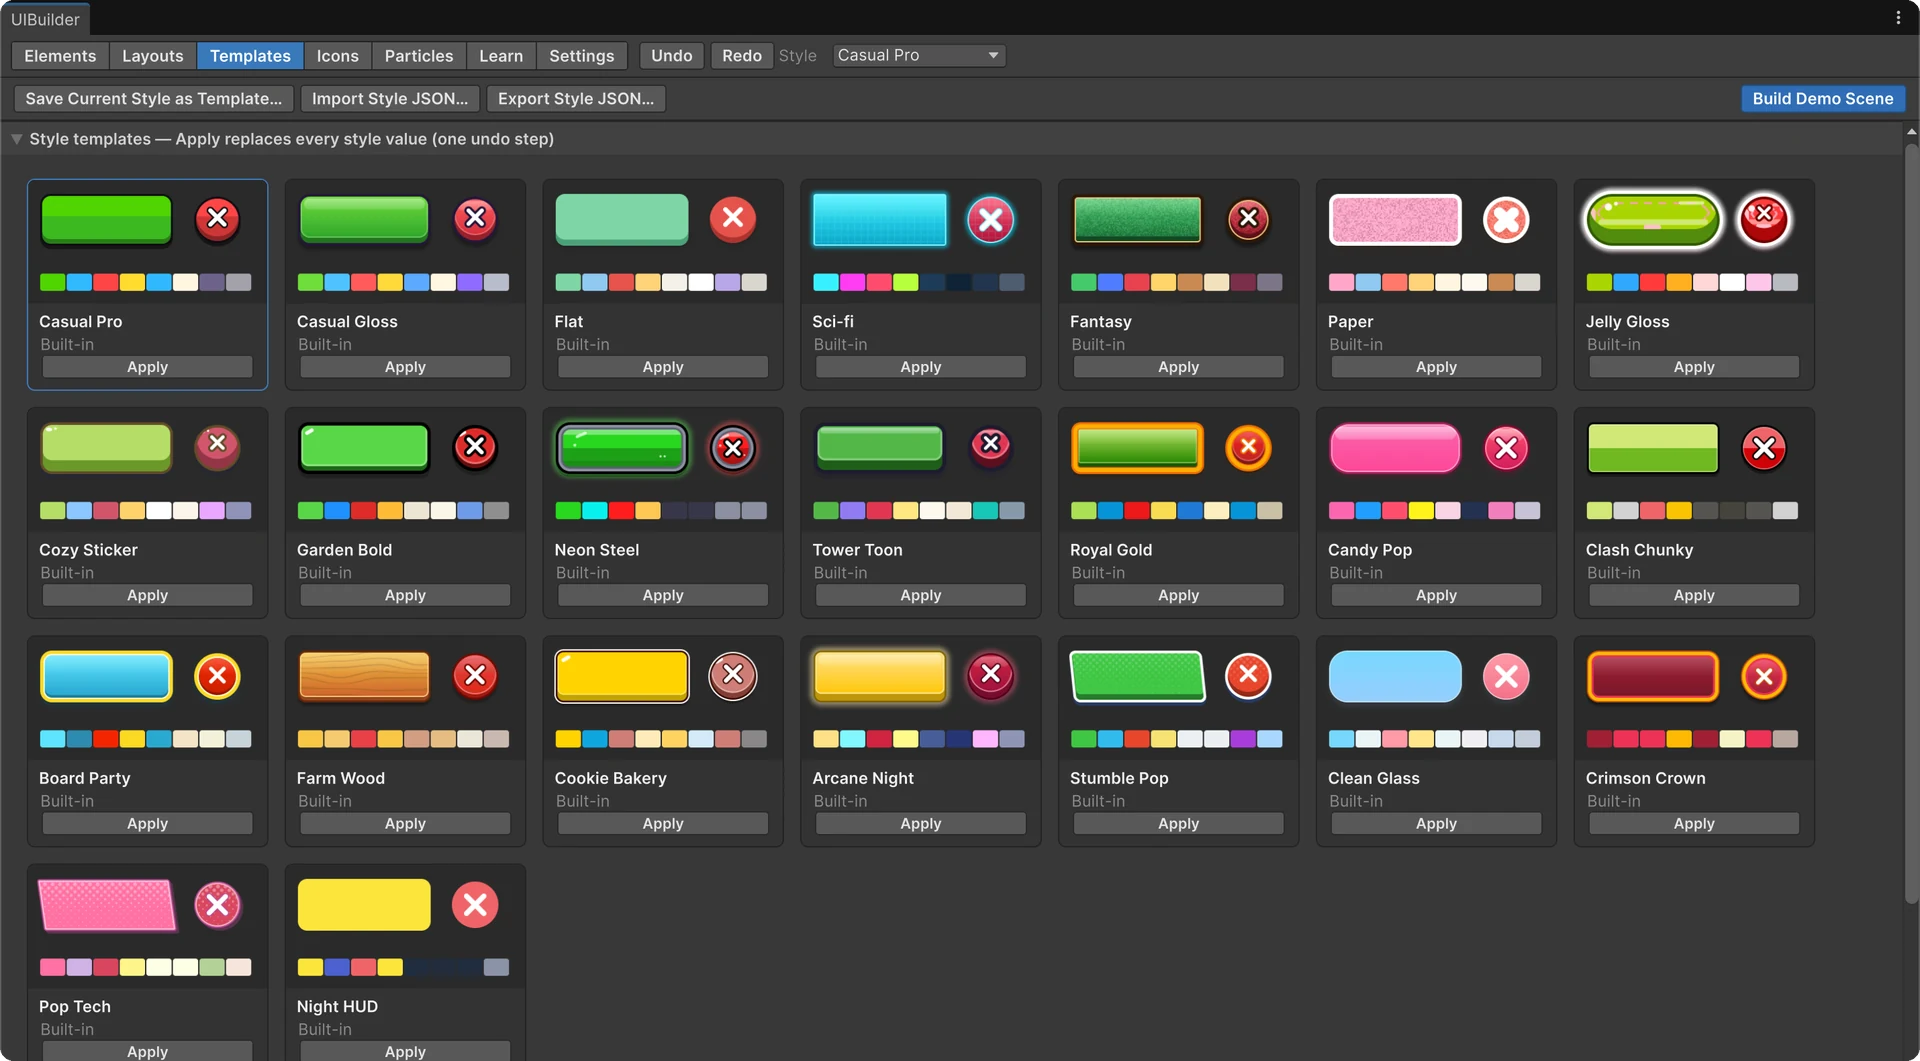 UIBuilder
Elements Layouts Templates Icons Particles Learn Settings Undo Redo Style Casual Pro
Save Current Style as Template... Import Style JSON... Export Style JSON... Build Demo Scene
Style templates — Apply replaces every style value (one undo step)
Casual Pro Casual Gloss Flat Sci-fi Fantasy Paper Jelly Gloss
Built-in Built-in Built-in Built-in Built-in Built-in Built-in
Apply Apply Apply Apply Apply Apply Apply
Cozy Sticker Garden Bold Neon Steel Tower Toon Royal Gold Candy Pop Clash Chunky
Built-in Built-in Built-in Built-in Built-in Built-in Built-in
Apply Apply Apply Apply Apply Apply Apply
Board Party Farm Wood Cookie Bakery Arcane Night Stumble Pop Clean Glass Crimson Crown
Built-in Built-in Built-in Built-in Built-in Built-in Built-in
Apply Apply Apply Apply Apply Apply Apply
Pop Tech Night HUD
Built-in Built-in
Apply Apply